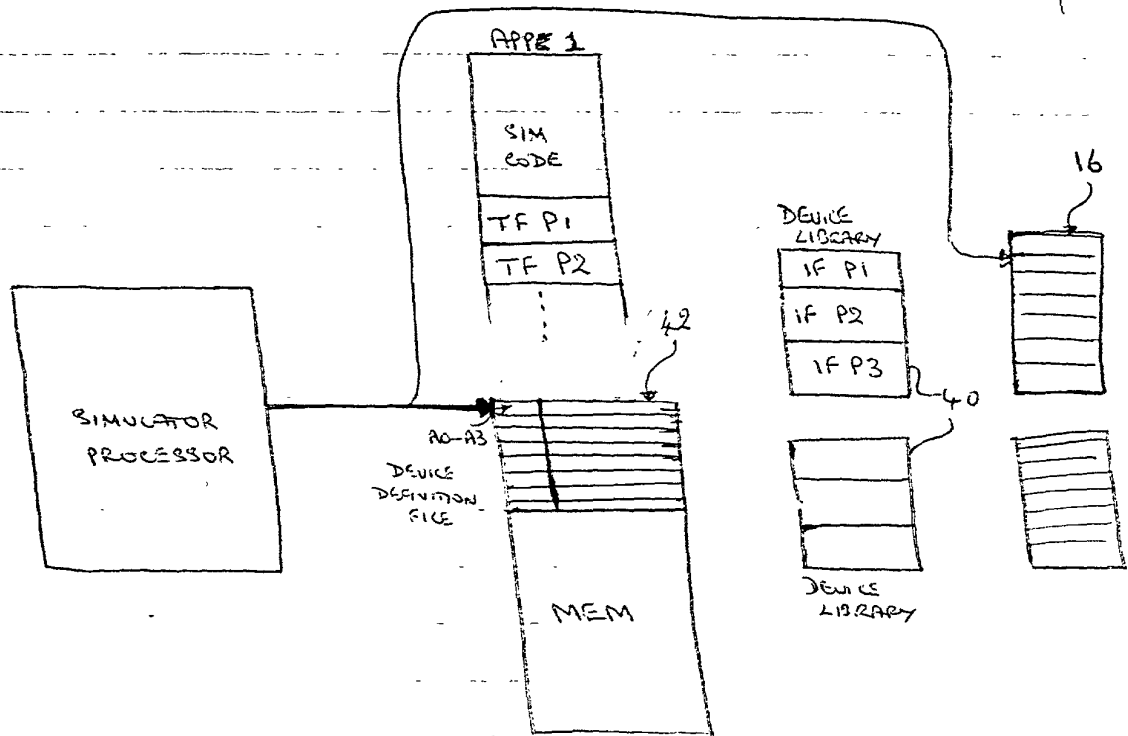 APPE 1
SIM
CODE
TF P1
TF P2
16
DEVICE
LIBRARY
IF P1
IF P2
IF P3
42
40
SIMULATOR
PROCESSOR
A0-A3
DEVICE
DEFINITION
FILE
MEM
DEVICE
LIBRARY